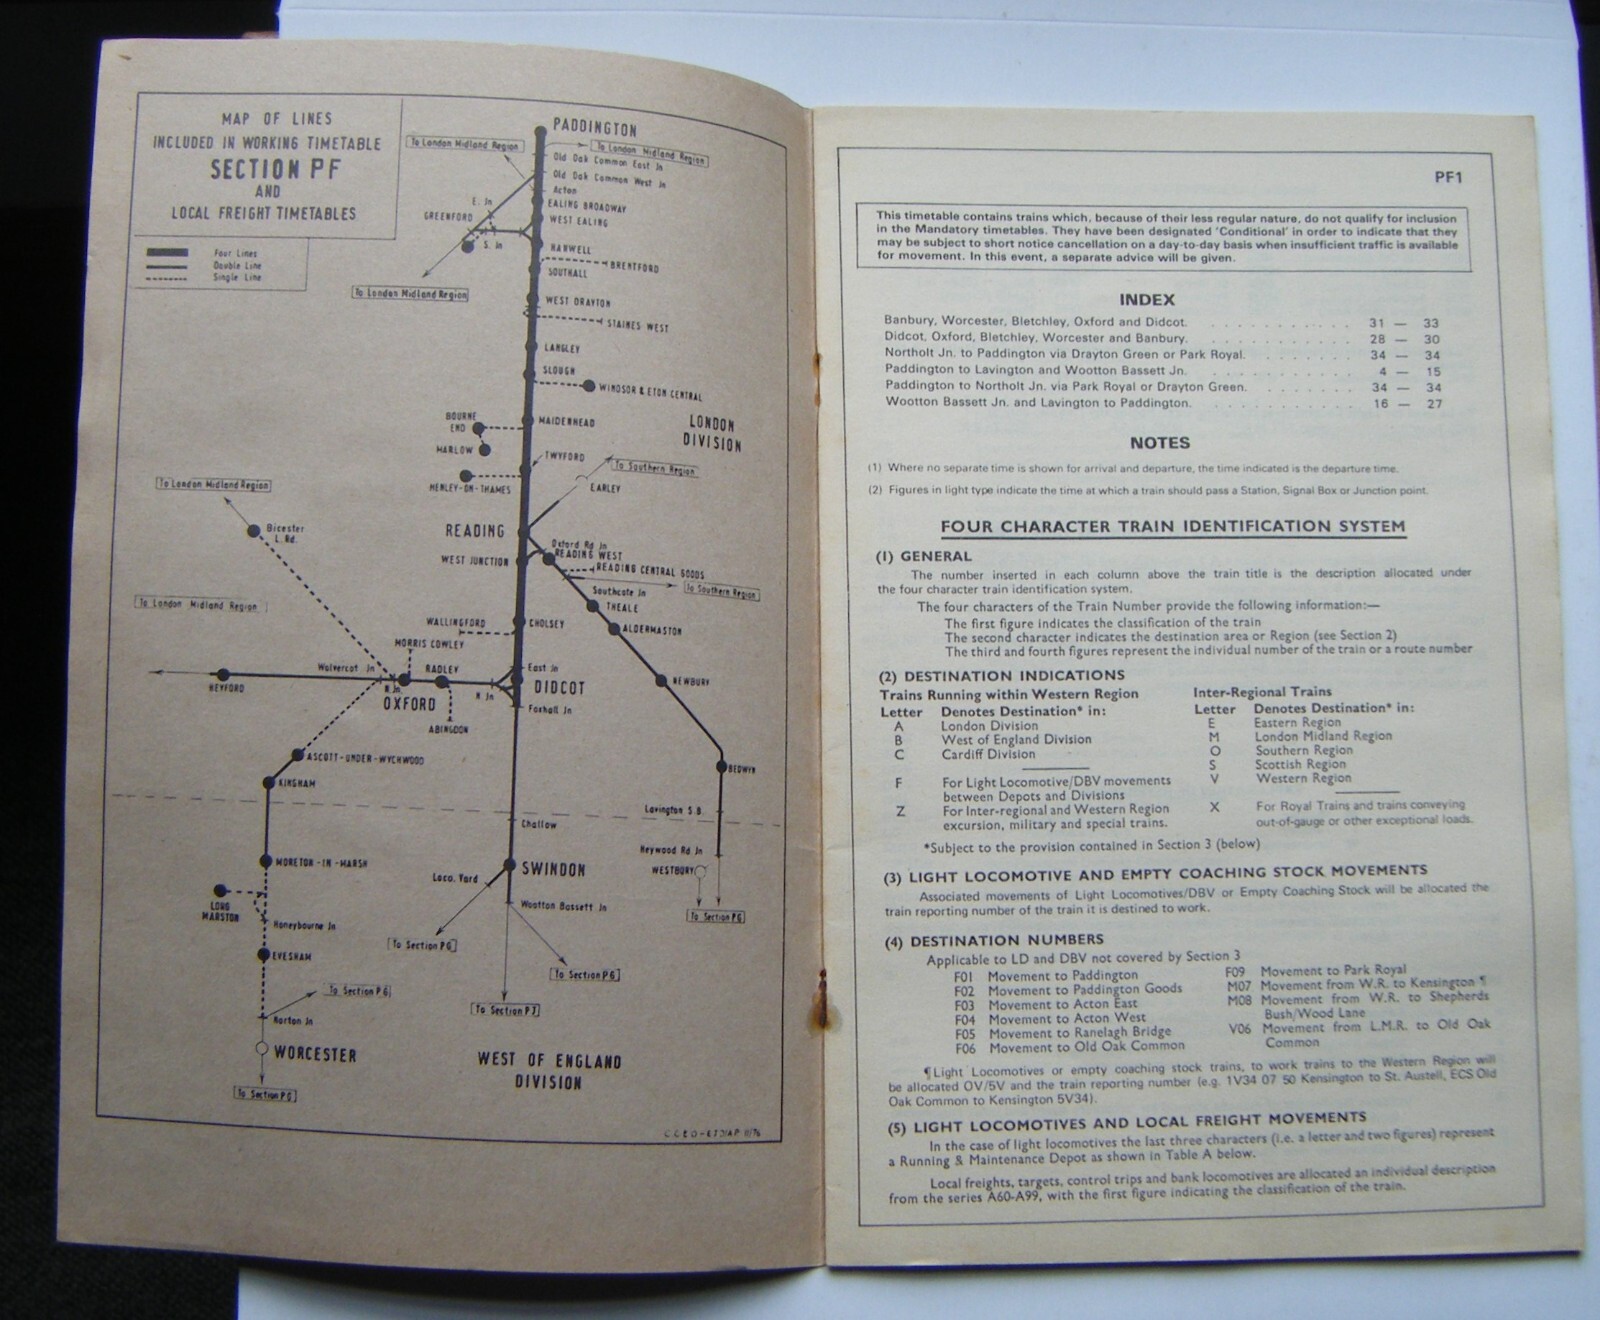 MAP OF LINES
INCLUDED IN WORKING TIMETABLE
SECTION PF
AND
LOCAL FREIGHT TIMETABLES
Four Lines
Double Line
Single Line
PADDINGTON
To London Midland Region
To London Midland Region
Old Oak Common East Jn
Old Oak Common West Jn
Acton
E. Jn
EALING BROADWAY
GREENFORD
WEST EALING
S. Jn
HANWELL
BRENTFORD
SOUTHALL
To London Midland Region
WEST DRAYTON
STAINES WEST
LANGLEY
SLOUGH
WINDSOR & ETON CENTRAL
BOURNE
END
MAIDENHEAD
LONDON
DIVISION
MARLOW
TWYFORD
To Southern Region
HENLEY-ON-THAMES
EARLEY
To London Midland Region
Bicester
L. Rd.
READING
Oxford Rd Jn
READING WEST
WEST JUNCTION
READING CENTRAL GOODS
To Southern Region
Southcote Jn
THEALE
To London Midland Region
WALLINGFORD
CHOLSEY
ALDERMASTON
MORRIS COWLEY
Wolvercot Jn
RADLEY
East Jn
HEYFORD
N Jn
N Jn
DIDCOT
NEWBURY
OXFORD
Foxhall Jn
ABINGDON
ASCOTT-UNDER-WYCHWOOD
BEDWYN
KINGHAM
Lavington S.B
Challow
Heywood Rd Jn
MORETON-IN-MARSH
SWINDON
WESTBURY
Loco. Yard
LONG
MARSTON
Honeybourne Jn
Wootton Bassett Jn
To Section PG
To Section PG
EVESHAM
To Section PG
To Section PG
To Section PJ
Norton Jn
WORCESTER
WEST OF ENGLAND
DIVISION
To Section PG
PF1
This timetable contains trains which, because of their less regular nature, do not qualify for inclusion
in the Mandatory timetables. They have been designated 'Conditional' in order to indicate that they
may be subject to short notice cancellation on a day-to-day basis when insufficient traffic is available
for movement. In this event, a separate advice will be given.
INDEX
Banbury, Worcester, Bletchley, Oxford and Didcot. . . . . . . . . . . . 31 — 33
Didcot, Oxford, Bletchley, Worcester and Banbury. . . . . . . . . . . . 28 — 30
Northolt Jn. to Paddington via Drayton Green or Park Royal. . . . . . . . 34 — 34
Paddington to Lavington and Wootton Bassett Jn. . . . . . . . . . . . 4 — 15
Paddington to Northolt Jn. via Park Royal or Drayton Green. . . . . . . . 34 — 34
Wootton Bassett Jn. and Lavington to Paddington. . . . . . . . . . . . 16 — 27
NOTES
(1) Where no separate time is shown for arrival and departure, the time indicated is the departure time.
(2) Figures in light type indicate the time at which a train should pass a Station, Signal Box or Junction point.
FOUR CHARACTER TRAIN IDENTIFICATION SYSTEM
(1) GENERAL
The number inserted in each column above the train title is the description allocated under
the four character train identification system.
The four characters of the Train Number provide the following information:—
The first figure indicates the classification of the train
The second character indicates the destination area or Region (see Section 2)
The third and fourth figures represent the individual number of the train or a route number
(2) DESTINATION INDICATIONS
Trains Running within Western Region
Letter Denotes Destination* in:
A London Division
B West of England Division
C Cardiff Division
F For Light Locomotive/DBV movements
between Depots and Divisions
Z For Inter-regional and Western Region
excursion, military and special trains.
Inter-Regional Trains
Letter Denotes Destination* in:
E Eastern Region
M London Midland Region
O Southern Region
S Scottish Region
V Western Region
X For Royal Trains and trains conveying
out-of-gauge or other exceptional loads.
*Subject to the provision contained in Section 3 (below)
(3) LIGHT LOCOMOTIVE AND EMPTY COACHING STOCK MOVEMENTS
Associated movements of Light Locomotives/DBV or Empty Coaching Stock will be allocated the
train reporting number of the train it is destined to work.
(4) DESTINATION NUMBERS
Applicable to LD and DBV not covered by Section 3
F01 Movement to Paddington
F02 Movement to Paddington Goods
F03 Movement to Acton East
F04 Movement to Acton West
F05 Movement to Ranelagh Bridge
F06 Movement to Old Oak Common
F09 Movement to Park Royal
M07 Movement from W.R. to Kensington ¶
M08 Movement from W.R. to Shepherds
Bush/Wood Lane
V06 Movement from L.M.R. to Old Oak
Common
¶Light Locomotives or empty coaching stock trains, to work trains to the Western Region will
be allocated OV/5V and the train reporting number (e.g. 1V34 07 50 Kensington to St. Austell, ECS Old
Oak Common to Kensington 5V34).
(5) LIGHT LOCOMOTIVES AND LOCAL FREIGHT MOVEMENTS
In the case of light locomotives the last three characters (i.e. a letter and two figures) represent
a Running & Maintenance Depot as shown in Table A below.
Local freights, targets, control trips and bank locomotives are allocated an individual description
from the series A60-A99, with the first figure indicating the classification of the train.